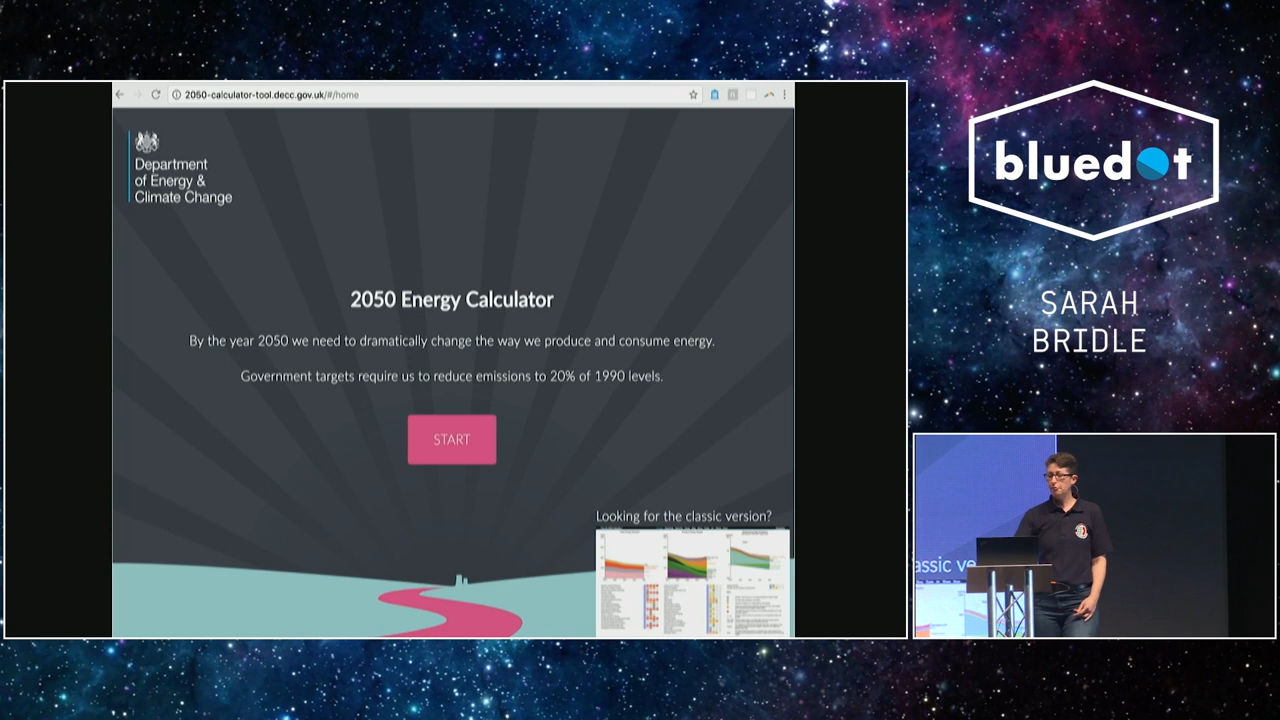 2050-calculator-tool.decc.gov.uk/#/home
Department
of Energy &
Climate Change
2050 Energy Calculator
By the year 2050 we need to dramatically change the way we produce and consume energy.
Government targets require us to reduce emissions to 20% of 1990 levels.
START
Looking for the classic version?
bluedot
SARAH
BRIDLE
assic ve